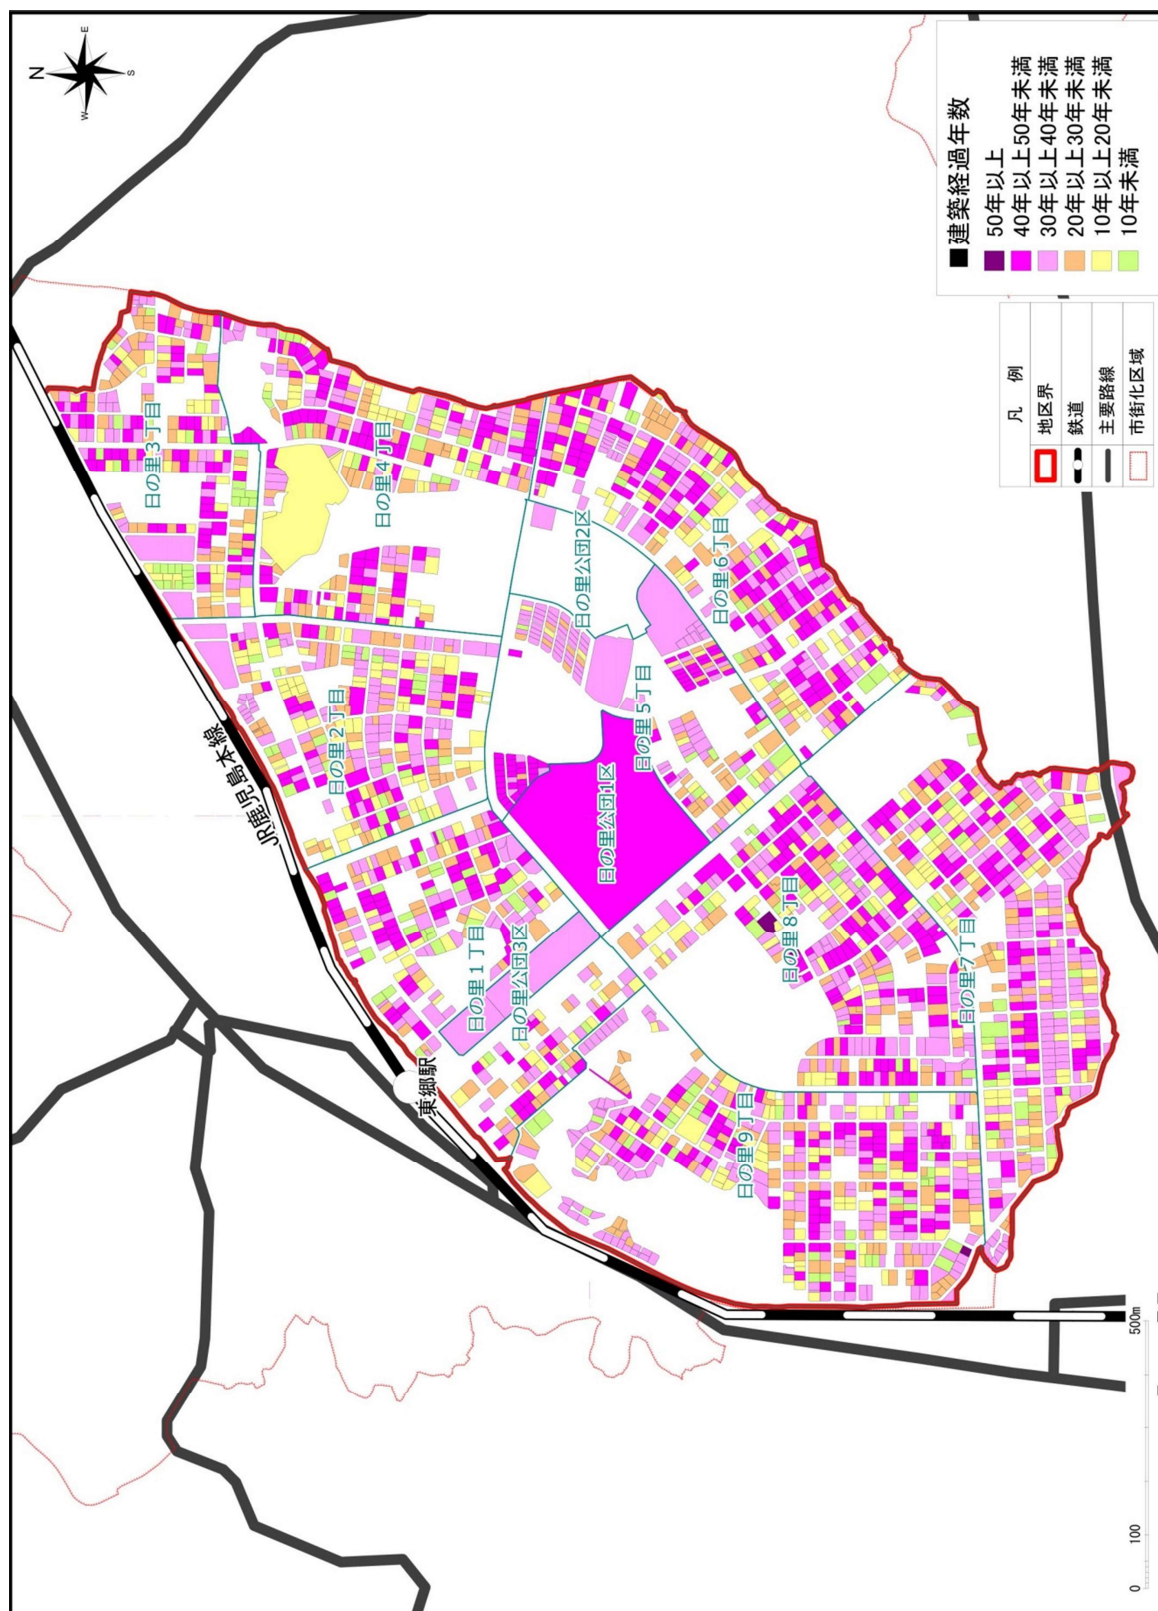 N
E
S
W
■建築経過年数
50年以上
40年以上50年未満
30年以上40年未満
20年以上30年未満
10年以上20年未満
10年未満
凡 例
地区界
鉄道
主要路線
市街化区域
日の里3丁目
日の里4丁目
日の里公団2区
日の里6丁目
日の里2丁目
日の里5丁目
JR鹿児島本線
日の里公団1区
日の里1丁目
日の里公団3区
日の里8丁目
日の里7丁目
東郷駅
日の里9丁目
0
100
500m